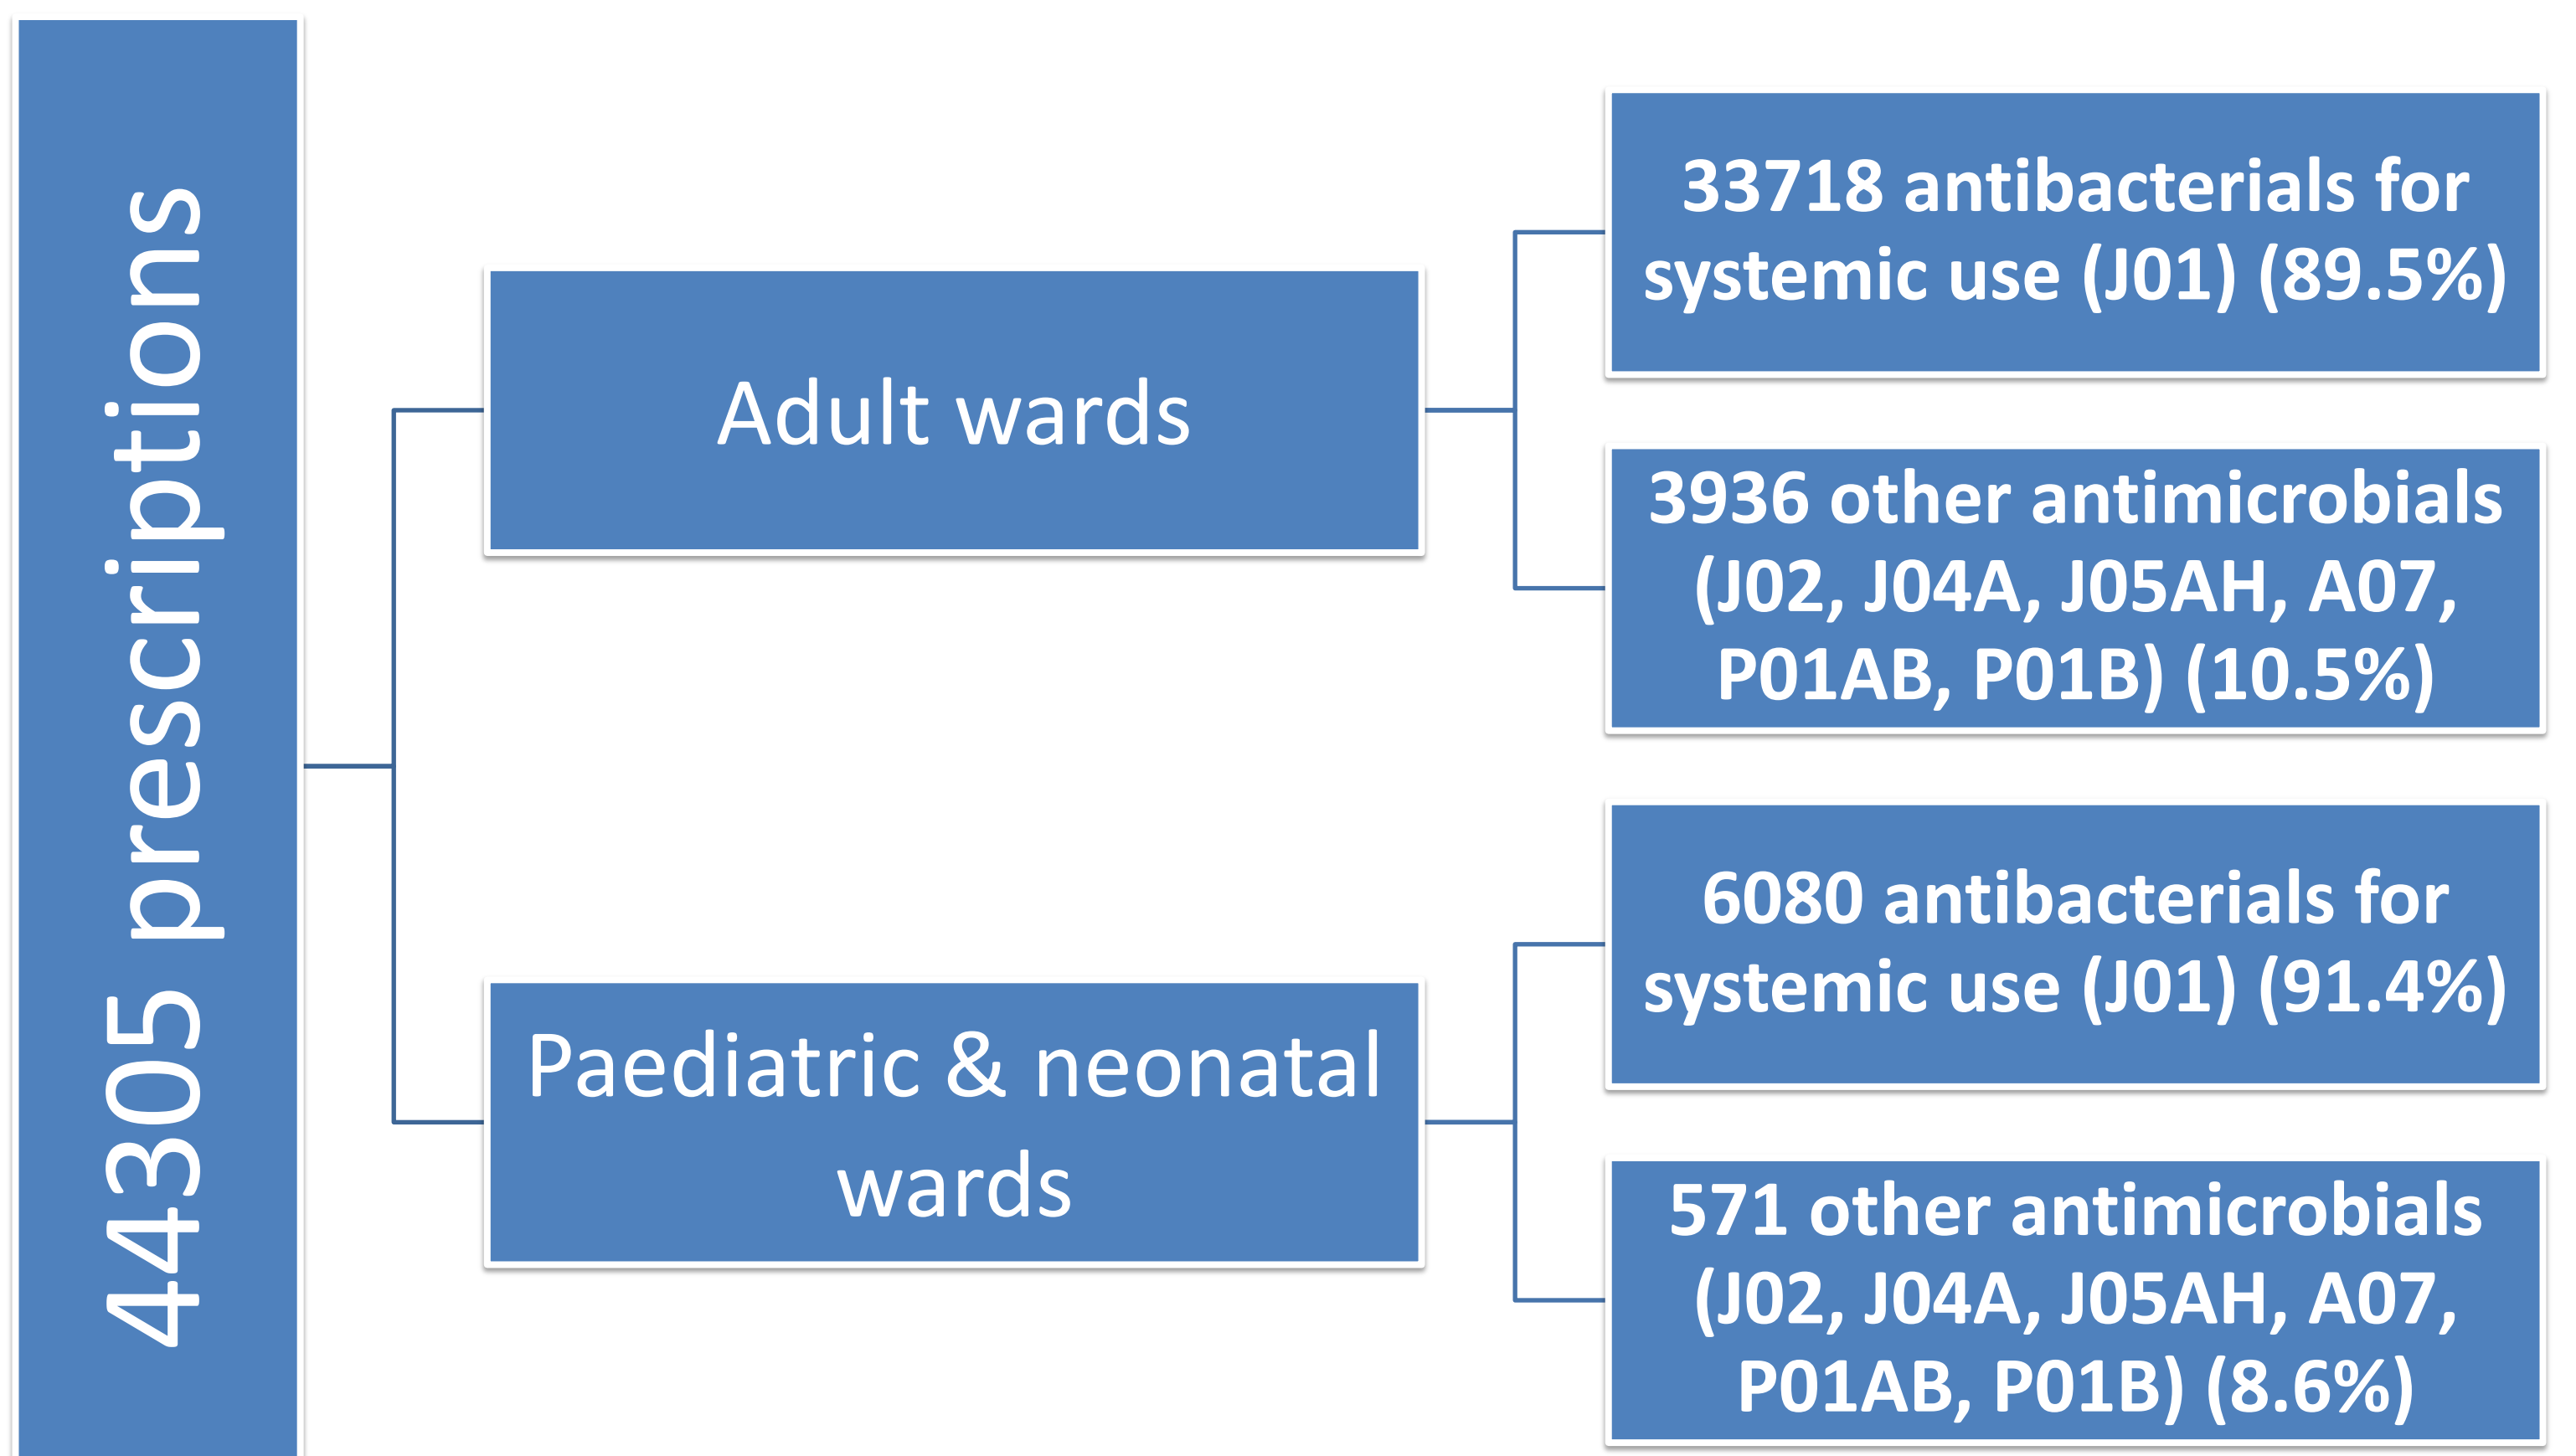 44305 prescriptions
Adult wards
33718 antibacterials for
systemic use (J01) (89.5%)
3936 other antimicrobials
(J02, J04A, J05AH, A07,
P01AB, P01B) (10.5%)
Paediatric & neonatal
wards
6080 antibacterials for
systemic use (J01) (91.4%)
571 other antimicrobials
(J02, J04A, J05AH, A07,
P01AB, P01B) (8.6%)